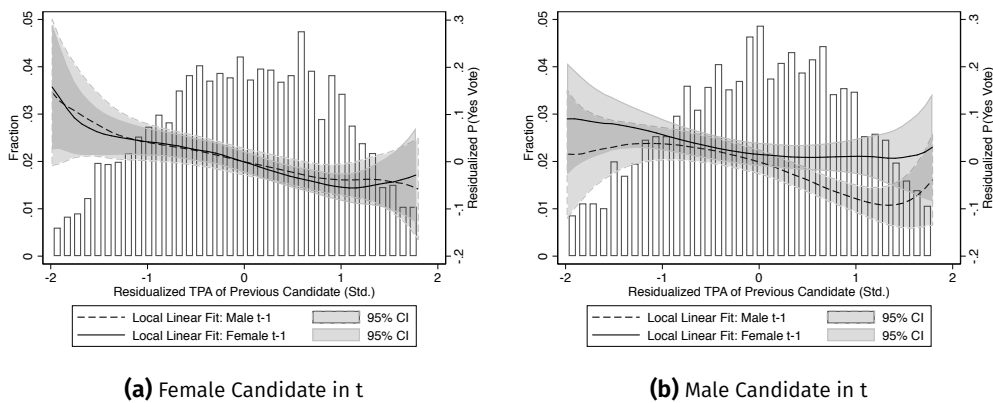 .05
.04
.03
.02
.01
0
Fraction
.3
.2
.1
0
-.1
-.2
Residualized P(Yes Vote)
-2
-1
0
1
2
Residualized TPA of Previous Candidate (Std.)
Local Linear Fit: Male t-1
95% CI
Local Linear Fit: Female t-1
95% CI
(a) Female Candidate in t
.05
.04
.03
.02
.01
0
Fraction
.3
.2
.1
0
-.1
-.2
Residualized P(Yes Vote)
-2
-1
0
1
2
Residualized TPA of Previous Candidate (Std.)
Local Linear Fit: Male t-1
95% CI
Local Linear Fit: Female t-1
95% CI
(b) Male Candidate in t